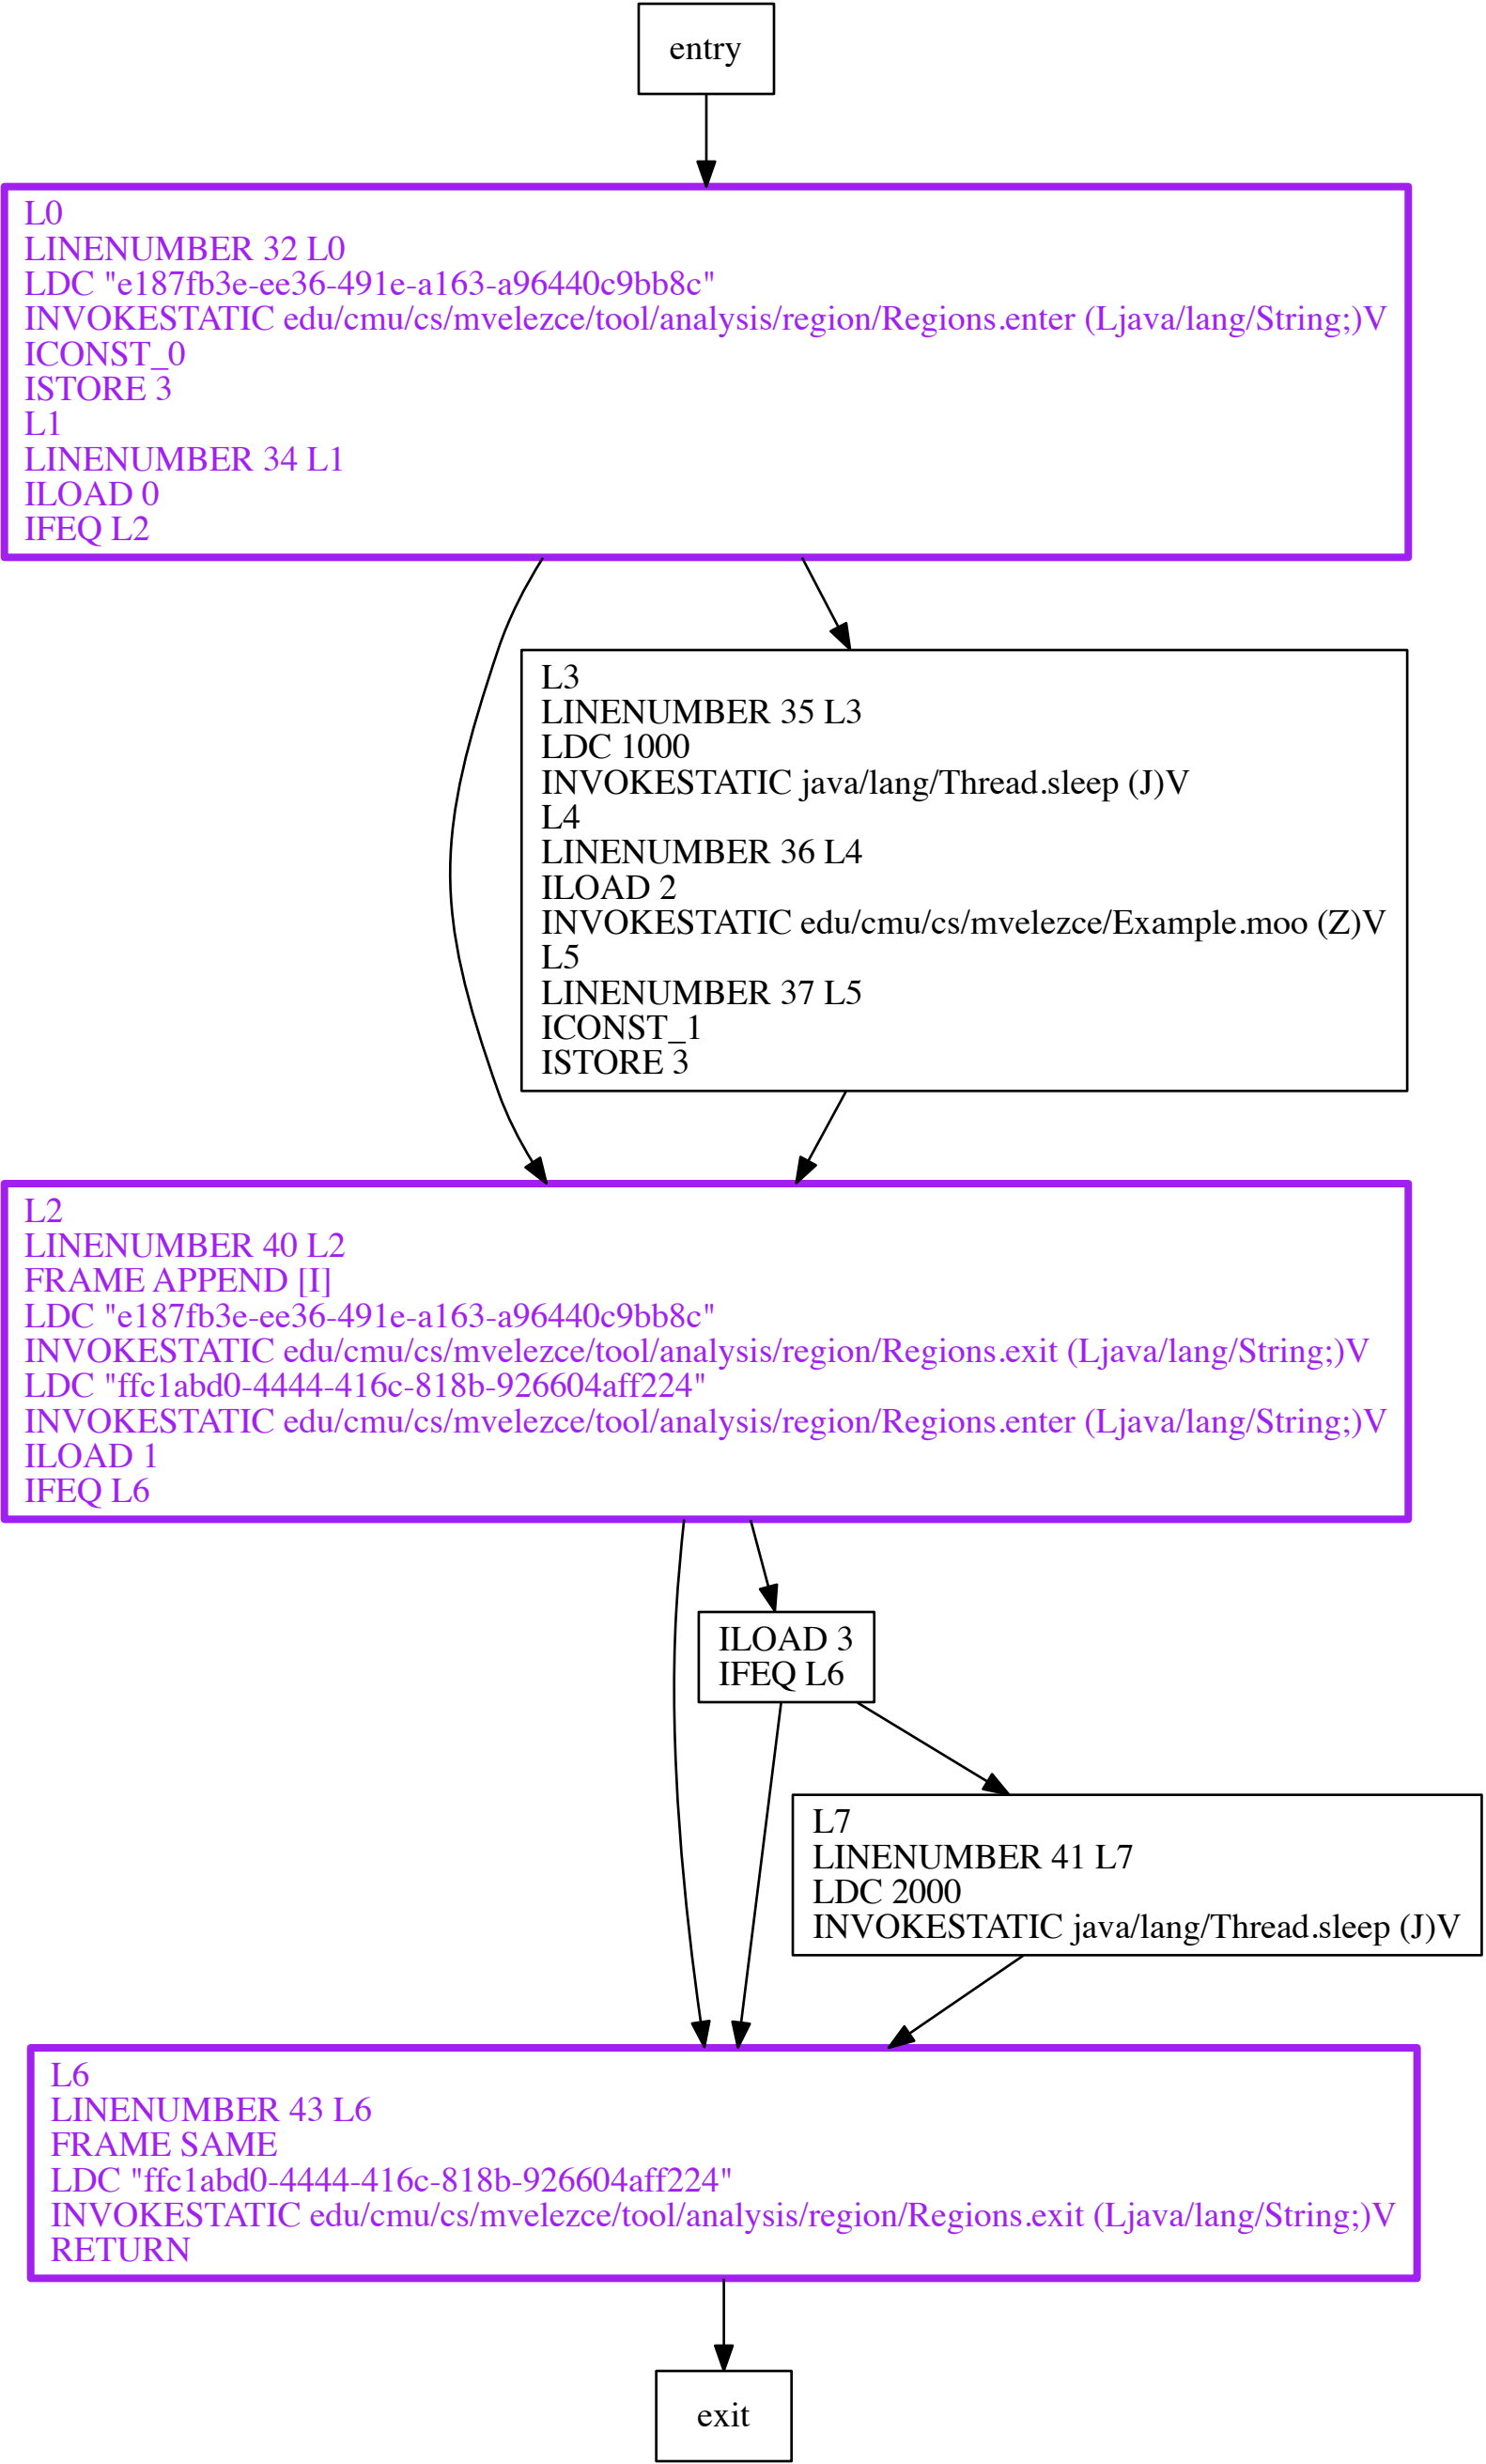 entry
L0
LINENUMBER 32 L0
LDC "e187fb3e-ee36-491e-a163-a96440c9bb8c"
INVOKESTATIC edu/cmu/cs/mvelezce/tool/analysis/region/Regions.enter (Ljava/lang/String;)V
ICONST_0
ISTORE 3
L1
LINENUMBER 34 L1
ILOAD 0
IFEQ L2
L3
LINENUMBER 35 L3
LDC 1000
INVOKESTATIC java/lang/Thread.sleep (J)V
L4
LINENUMBER 36 L4
ILOAD 2
INVOKESTATIC edu/cmu/cs/mvelezce/Example.moo (Z)V
L5
LINENUMBER 37 L5
ICONST_1
ISTORE 3
L2
LINENUMBER 40 L2
FRAME APPEND [I]
LDC "e187fb3e-ee36-491e-a163-a96440c9bb8c"
INVOKESTATIC edu/cmu/cs/mvelezce/tool/analysis/region/Regions.exit (Ljava/lang/String;)V
LDC "ffc1abd0-4444-416c-818b-926604aff224"
INVOKESTATIC edu/cmu/cs/mvelezce/tool/analysis/region/Regions.enter (Ljava/lang/String;)V
ILOAD 1
IFEQ L6
ILOAD 3
IFEQ L6
L7
LINENUMBER 41 L7
LDC 2000
INVOKESTATIC java/lang/Thread.sleep (J)V
L6
LINENUMBER 43 L6
FRAME SAME
LDC "ffc1abd0-4444-416c-818b-926604aff224"
INVOKESTATIC edu/cmu/cs/mvelezce/tool/analysis/region/Regions.exit (Ljava/lang/String;)V
RETURN
exit